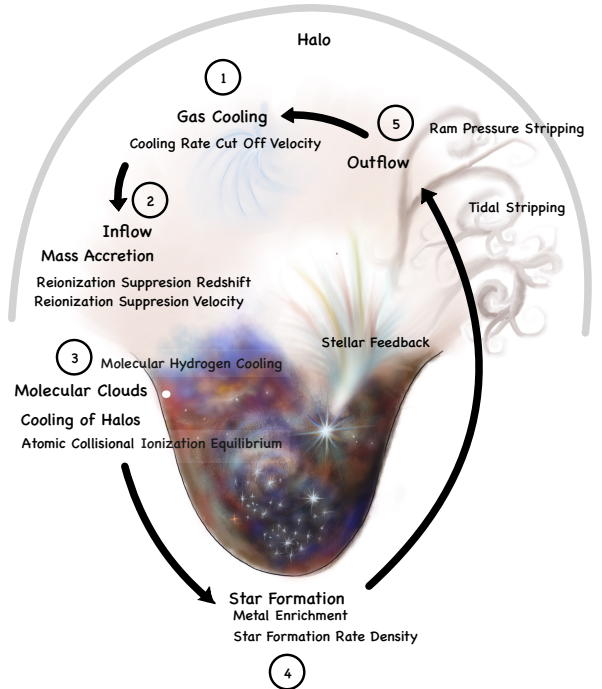 Halo
1
Gas Cooling
Cooling Rate Cut Off Velocity
5
Ram Pressure Stripping
Outflow
Tidal Stripping
2
Inflow
Mass Accretion
Reionization Suppresion Redshift
Reionization Suppresion Velocity
Stellar Feedback
3
Molecular Hydrogen Cooling
Molecular Clouds
Cooling of Halos
Atomic Collisional Ionization Equilibrium
Star Formation
Metal Enrichment
Star Formation Rate Density
4